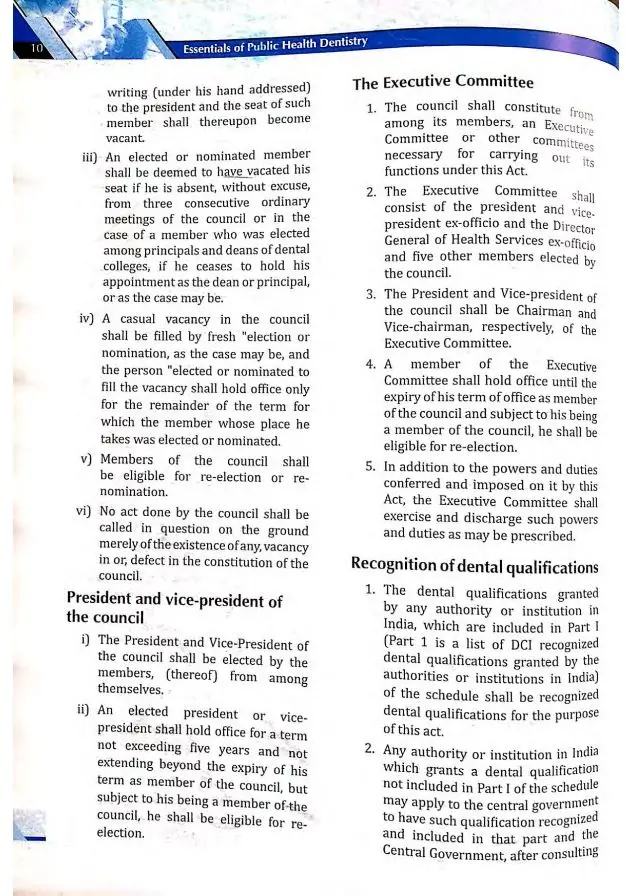 10
Essentials of Public Health Dentistry
writing (under his hand addressed)
to the president and the seat of such
member shall thereupon become
vacant.
iii) An elected or nominated member
shall be deemed to have vacated his
seat if he is absent, without excuse,
from three consecutive ordinary
meetings of the council or in the
case of a member who was elected
among principals and deans of dental
colleges, if he ceases to hold his
appointment as the dean or principal,
or as the case may be.
iv) A casual vacancy in the council
shall be filled by fresh "election or
nomination, as the case may be, and
the person "elected or nominated to
fill the vacancy shall hold office only
for the remainder of the term for
which the member whose place he
takes was elected or nominated.
v) Members of the council shall
be eligible for re-election or re-
nomination.
vi) No act done by the council shall be
called in question on the ground
merely of the existence of any, vacancy
in or, defect in the constitution of the
council.
President and vice-president of
the council
i) The President and Vice-President of
the council shall be elected by the
members, (thereof) from among
themselves.
ii) An elected president or vice-
president shall hold office for a term
not exceeding five years and not
extending beyond the expiry of his
term as member of the council, but
subject to his being a member of the
council, he shall be eligible for re-
election.
The Executive Committee
1. The council shall constitute from
among its members, an Executive
Committee or other committees
necessary for carrying out its
functions under this Act.
2. The Executive Committee shall
consist of the president and vice-
president ex-officio and the Director
General of Health Services ex-officio
and five other members elected by
the council.
3. The President and Vice-president of
the council shall be Chairman and
Vice-chairman, respectively, of the
Executive Committee.
4. A member of the Executive
Committee shall hold office until the
expiry of his term of office as member
of the council and subject to his being
a member of the council, he shall be
eligible for re-election.
5. In addition to the powers and duties
conferred and imposed on it by this
Act, the Executive Committee shall
exercise and discharge such powers
and duties as may be prescribed.
Recognition of dental qualifications
1. The dental qualifications granted
by any authority or institution in
India, which are included in Part I
(Part 1 is a list of DCI recognized
dental qualifications granted by the
authorities or institutions in India)
of the schedule shall be recognized
dental qualifications for the purpose
of this act.
2. Any authority or institution in India
which grants a dental qualification
not included in Part I of the schedule
may apply to the central government
to have such qualification recognized
and included in that part and the
Central Government, after consulting